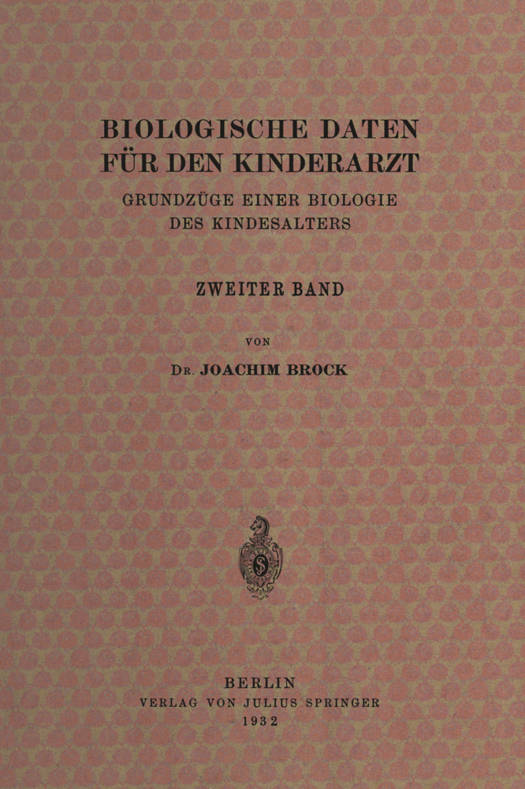 BIOLOGISCHE DATEN
FÜR DEN KINDERARZT
GRUNDZÜGE EINER BIOLOGIE
DES KINDESALTERS
ZWEITER BAND
VON
DR. JOACHIM BROCK
S
BERLIN
VERLAG VON JULIUS SPRINGER
1932